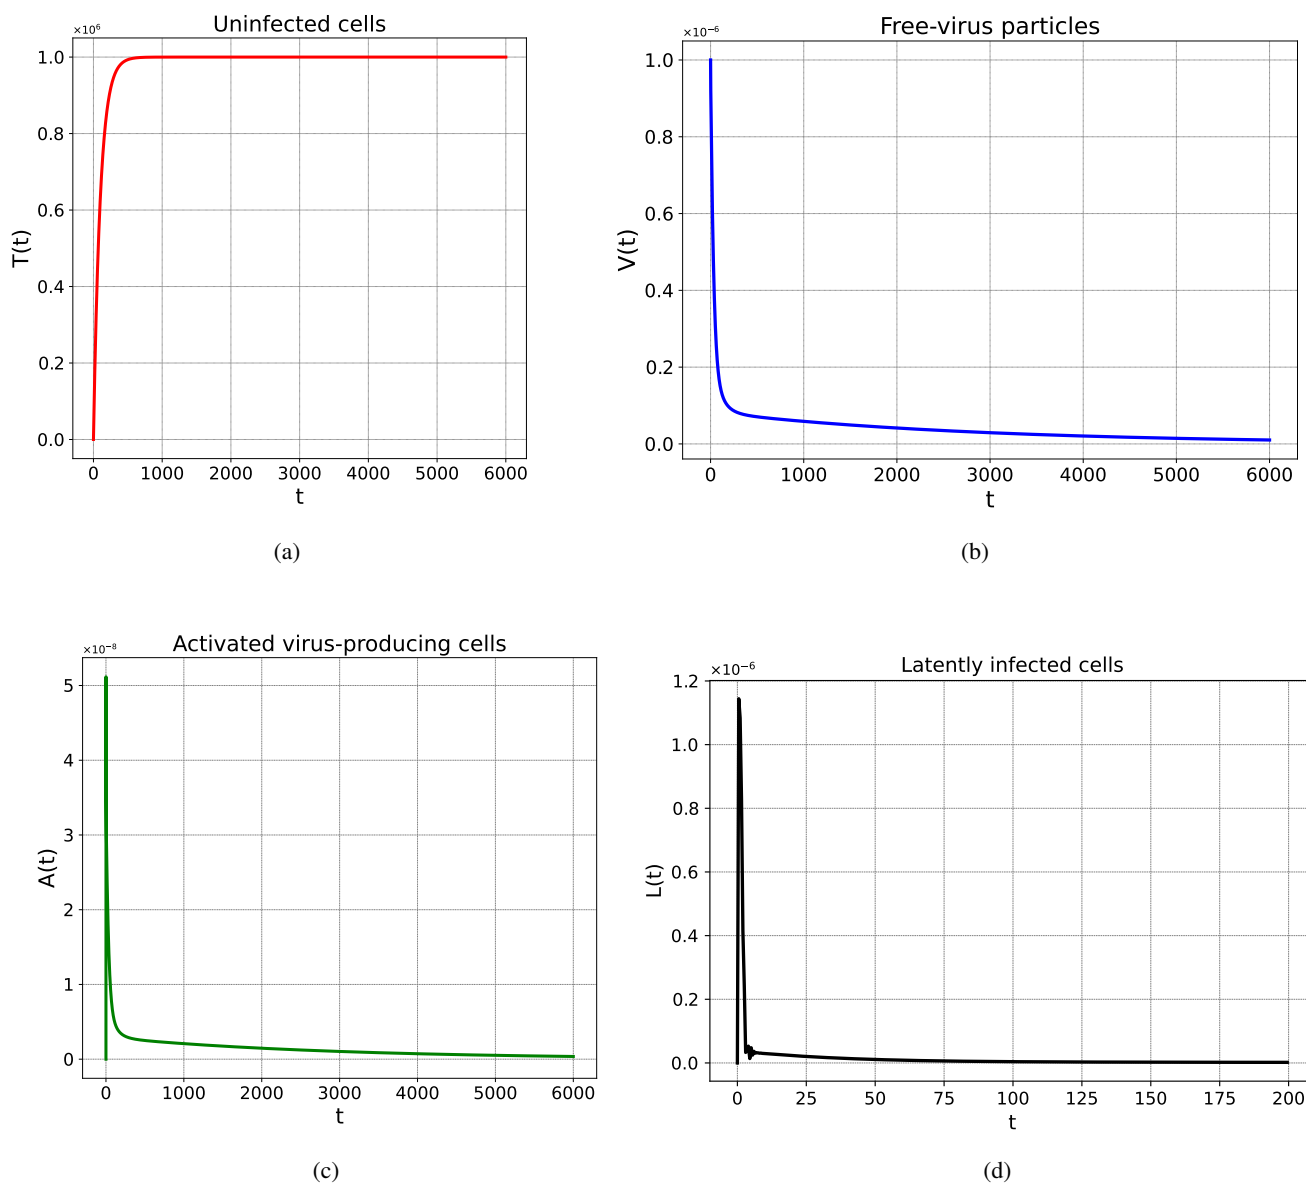 Uninfected cells
×10⁶
T(t)
1.0
0.8
0.6
0.4
0.2
0.0
0 1000 2000 3000 4000 5000 6000
t
(a)
Free-virus particles
×10⁻⁶
V(t)
1.0
0.8
0.6
0.4
0.2
0.0
0 1000 2000 3000 4000 5000 6000
t
(b)
Activated virus-producing cells
×10⁻⁸
A(t)
5
4
3
2
1
0
0 1000 2000 3000 4000 5000 6000
t
(c)
Latently infected cells
×10⁻⁶
L(t)
1.2
1.0
0.8
0.6
0.4
0.2
0.0
0 25 50 75 100 125 150 175 200
t
(d)